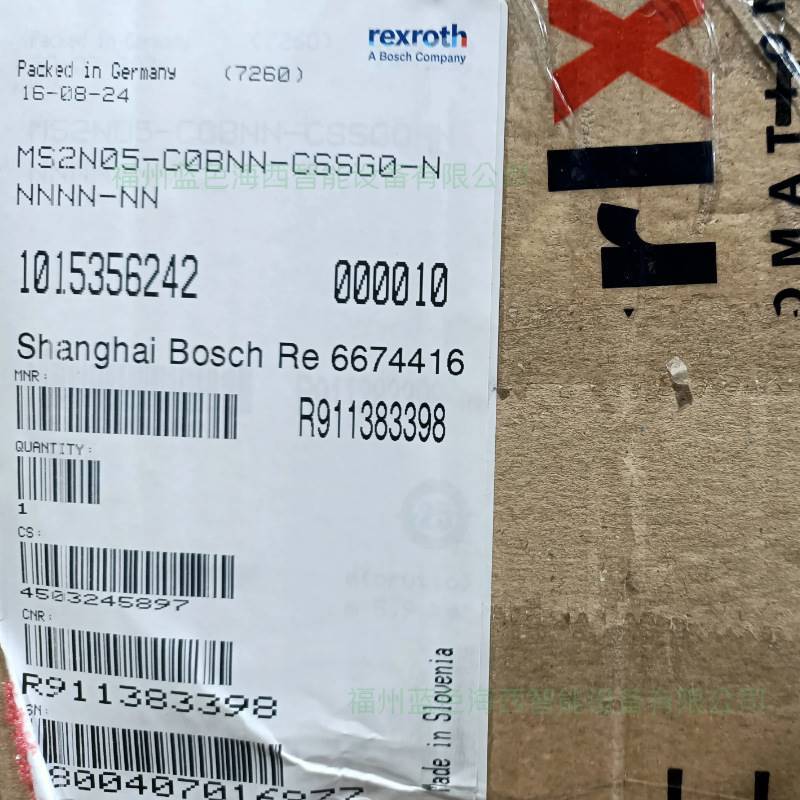 rexroth
A Bosch Company
Packed in Germany (7260)
16-08-24
MS2N05-C0BNN-CSSG0-N
NNNN-NN
福州蓝色海西智能设备有限公司
1015356242 000010
Shanghai Bosch Re 6674416
MNR:
R911383398
QUANTITY:
1
CS:
4503245897
CNR:
R911383398
SN:
Made in Slovenia
福州蓝色海西智能设备有限公司
rlx